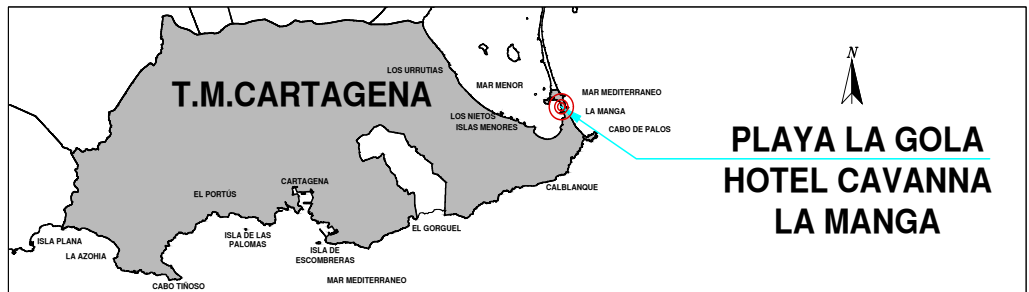 T.M.CARTAGENA
LOS URRUTIAS
MAR MENOR
MAR MEDITERRANEO
LA MANGA
LOS NIETOS
ISLAS MENORES
CABO DE PALOS
N
PLAYA LA GOLA
HOTEL CAVANNA
LA MANGA
CALBLANQUE
CARTAGENA
EL PORTÚS
EL GORGUEL
ISLA DE LAS
PALOMAS
ISLA DE
ESCOMBRERAS
ISLA PLANA
LA AZOHIA
CABO TIÑOSO
MAR MEDITERRANEO